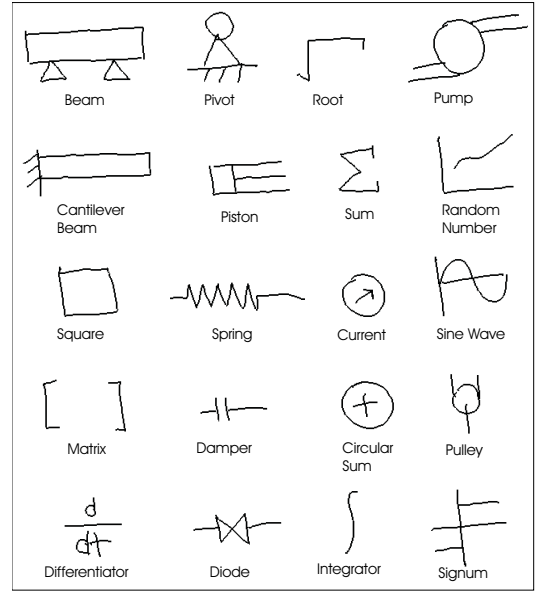 Beam
Pivot
Root
Pump
Cantilever
Beam
Piston
Sum
Random
Number
Square
Spring
Current
Sine Wave
Matrix
Damper
Circular
Sum
Pulley
d
dt
Differentiator
Diode
Integrator
Signum